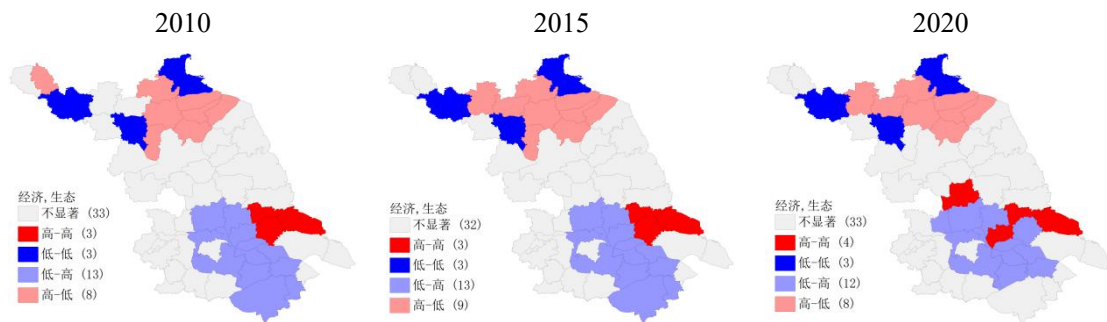 2010
2015
2020
经济,生态
不显著 (33)
高-高 (3)
低-低 (3)
低-高 (13)
高-低 (8)
经济,生态
不显著 (32)
高-高 (3)
低-低 (3)
低-高 (13)
高-低 (9)
经济,生态
不显著 (33)
高-高 (4)
低-低 (3)
低-高 (12)
高-低 (8)